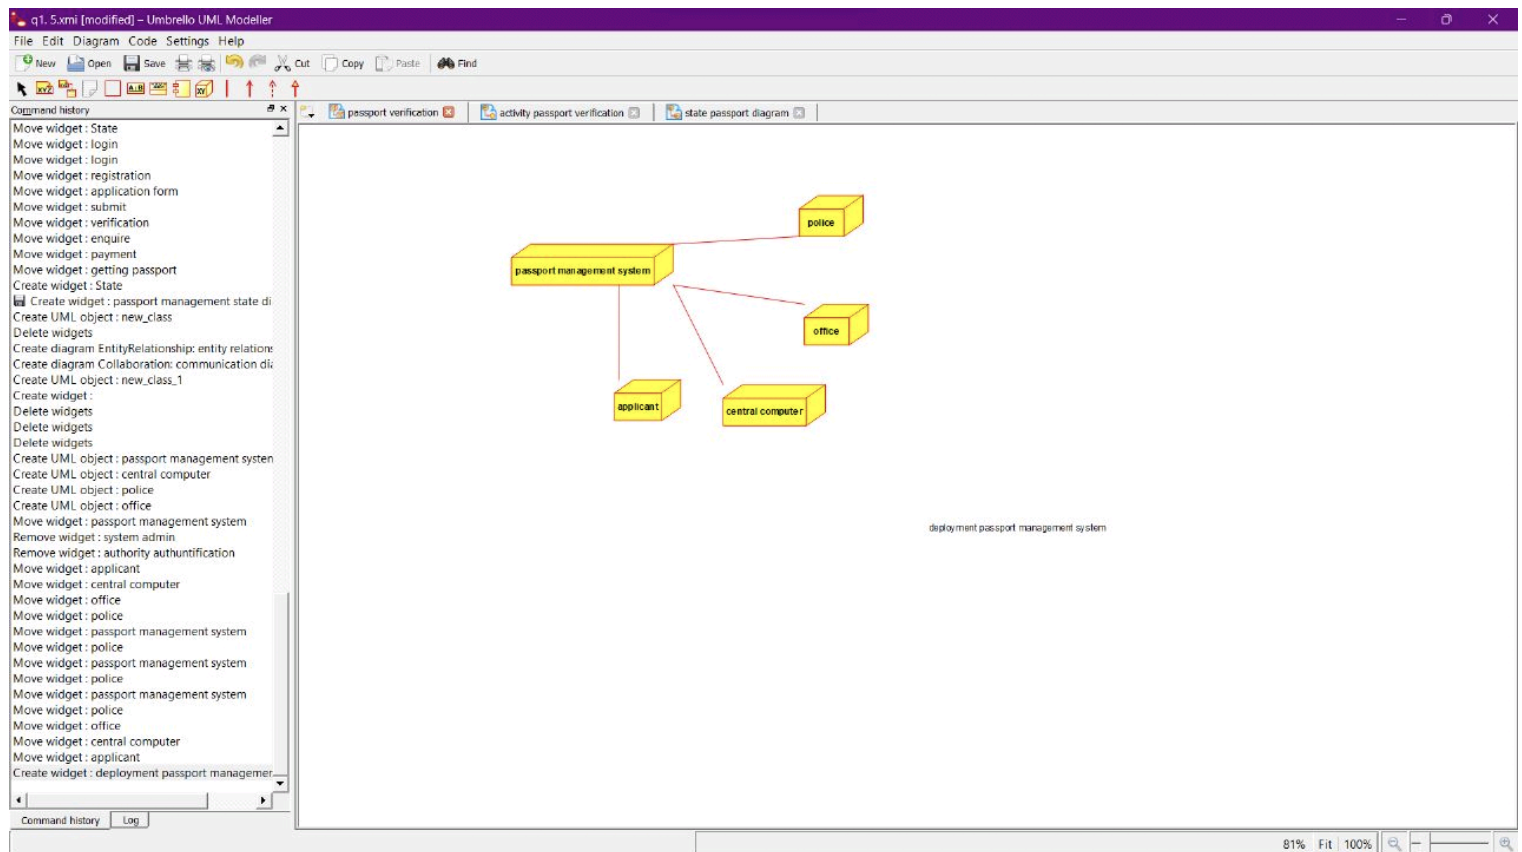 q1. 5.xmi [modified] – Umbrello UML Modeller
File Edit Diagram Code Settings Help
New Open Save Cut Copy Paste Find
Command history
passport verification activity passport verification state passport diagram
Move widget : State
Move widget : login
Move widget : login
Move widget : registration
Move widget : application form
Move widget : submit
Move widget : verification
Move widget : enquire
Move widget : payment
Move widget : getting passport
Create widget : State
Create widget : passport management state di
Create UML object : new_class
Delete widgets
Create diagram EntityRelationship: entity relations
Create diagram Collaboration: communication dia
Create UML object : new_class_1
Create widget :
Delete widgets
Delete widgets
Delete widgets
Create UML object : passport management system
Create UML object : central computer
Create UML object : police
Create UML object : office
Move widget : passport management system
Remove widget : system admin
Remove widget : authority authuntification
Move widget : applicant
Move widget : central computer
Move widget : office
Move widget : police
Move widget : passport management system
Move widget : police
Move widget : passport management system
Move widget : police
Move widget : passport management system
Move widget : police
Move widget : office
Move widget : central computer
Move widget : applicant
Create widget : deployment passport managemer
Command history Log
police
passport management system
office
applicant
central computer
deployment passport management system
81% Fit 100%